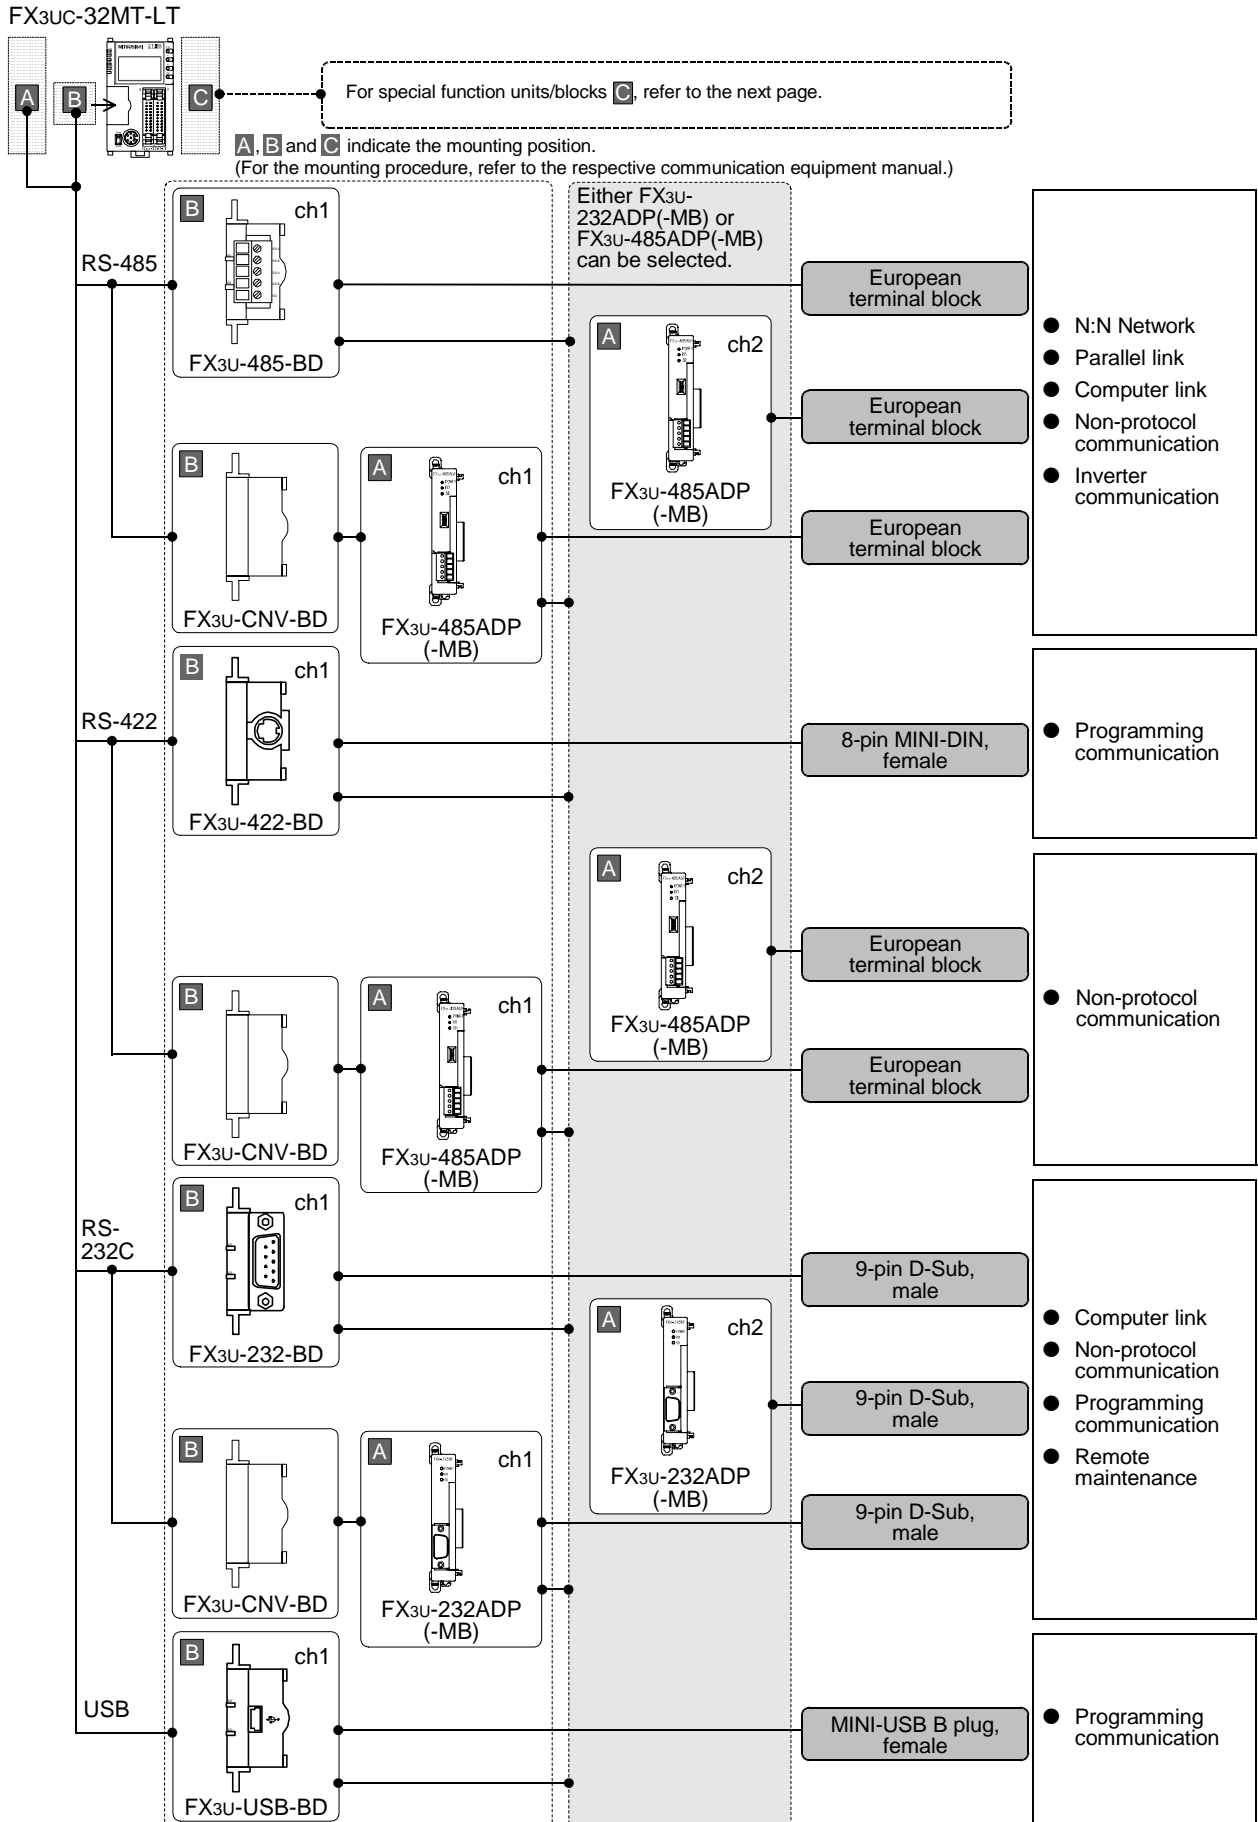 FX3UC-32MT-LT
A
B
C
For special function units/blocks C, refer to the next page.
A, B and C indicate the mounting position.
(For the mounting procedure, refer to the respective communication equipment manual.)
Either FX3U-
232ADP(-MB) or
FX3U-485ADP(-MB)
can be selected.
RS-485
B
ch1
FX3U-485-BD
European
terminal block
A
ch2
FX3U-485ADP
(-MB)
European
terminal block
B
FX3U-CNV-BD
A
ch1
FX3U-485ADP
(-MB)
European
terminal block
● N:N Network
● Parallel link
● Computer link
● Non-protocol
communication
● Inverter
communication
RS-422
B
ch1
FX3U-422-BD
8-pin MINI-DIN,
female
● Programming
communication
A
ch2
FX3U-485ADP
(-MB)
European
terminal block
B
FX3U-CNV-BD
A
ch1
FX3U-485ADP
(-MB)
European
terminal block
● Non-protocol
communication
RS-
232C
B
ch1
FX3U-232-BD
9-pin D-Sub,
male
A
ch2
FX3U-232ADP
(-MB)
9-pin D-Sub,
male
B
FX3U-CNV-BD
A
ch1
FX3U-232ADP
(-MB)
9-pin D-Sub,
male
● Computer link
● Non-protocol
communication
● Programming
communication
● Remote
maintenance
USB
B
ch1
FX3U-USB-BD
MINI-USB B plug,
female
● Programming
communication